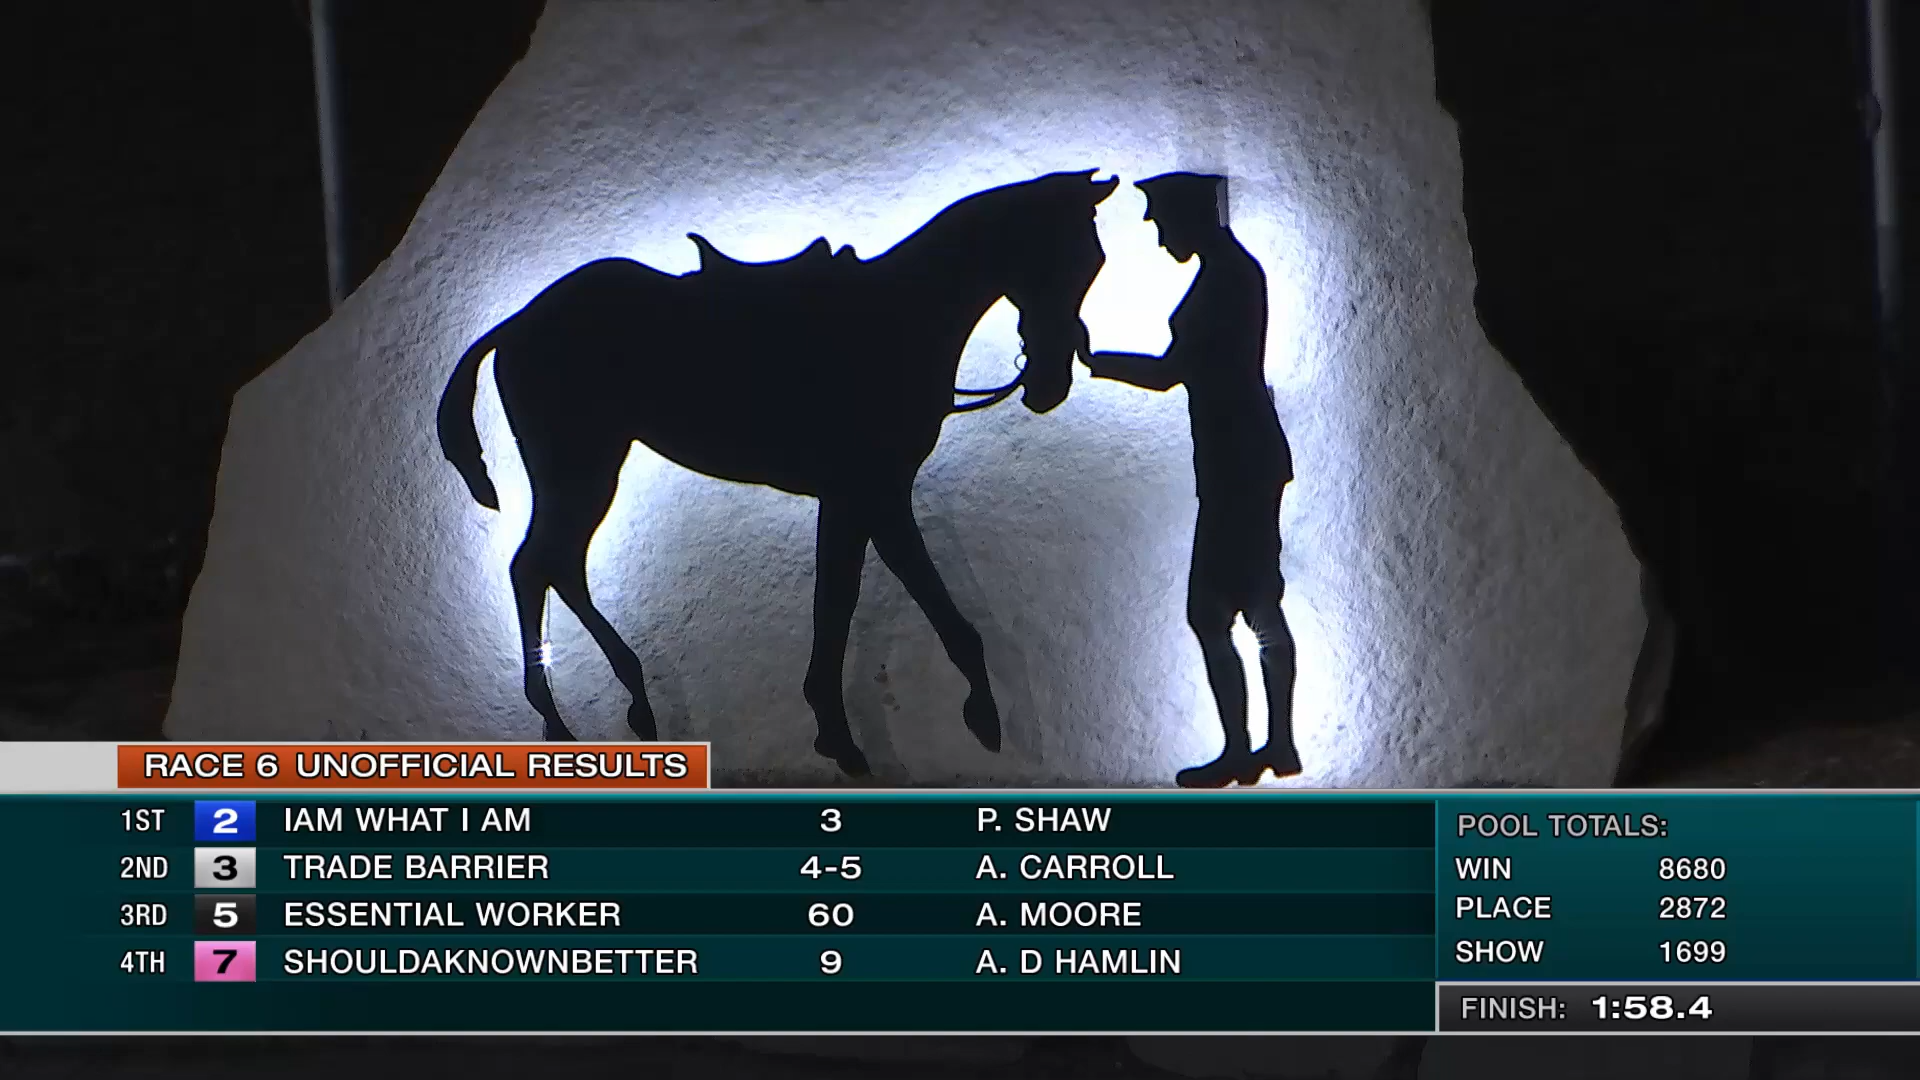 RACE 6 UNOFFICIAL RESULTS
1ST 2 IAM WHAT I AM 3 P. SHAW
2ND 3 TRADE BARRIER 4-5 A. CARROLL
3RD 5 ESSENTIAL WORKER 60 A. MOORE
4TH 7 SHOULDAKNOWNBETTER 9 A. D HAMLIN
POOL TOTALS:
WIN 8680
PLACE 2872
SHOW 1699
FINISH: 1:58.4